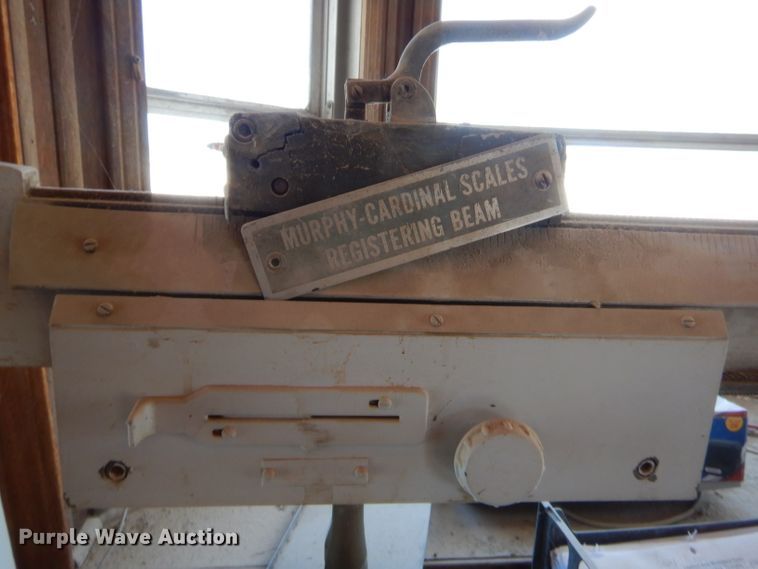 MURPHY-CARDINAL SCALES
REGISTERING BEAM
Purple Wave Auction